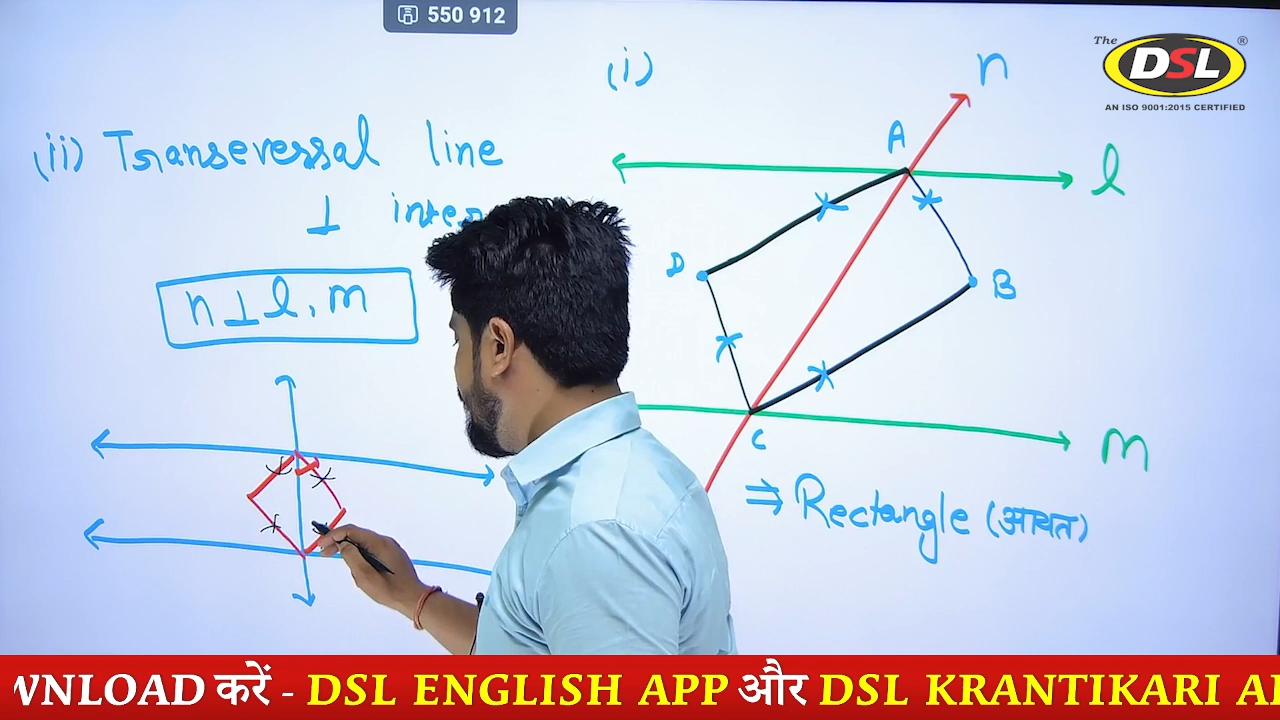 550 912
The DSL ®
AN ISO 9001:2015 CERTIFIED
(ii) Transeversal line
⊥
n⊥l, m
(i)
n
A
l
D
B
C
m
⇒ Rectangle (आयत)
WNLOAD करें - DSL ENGLISH APP और DSL KRANTIKARI